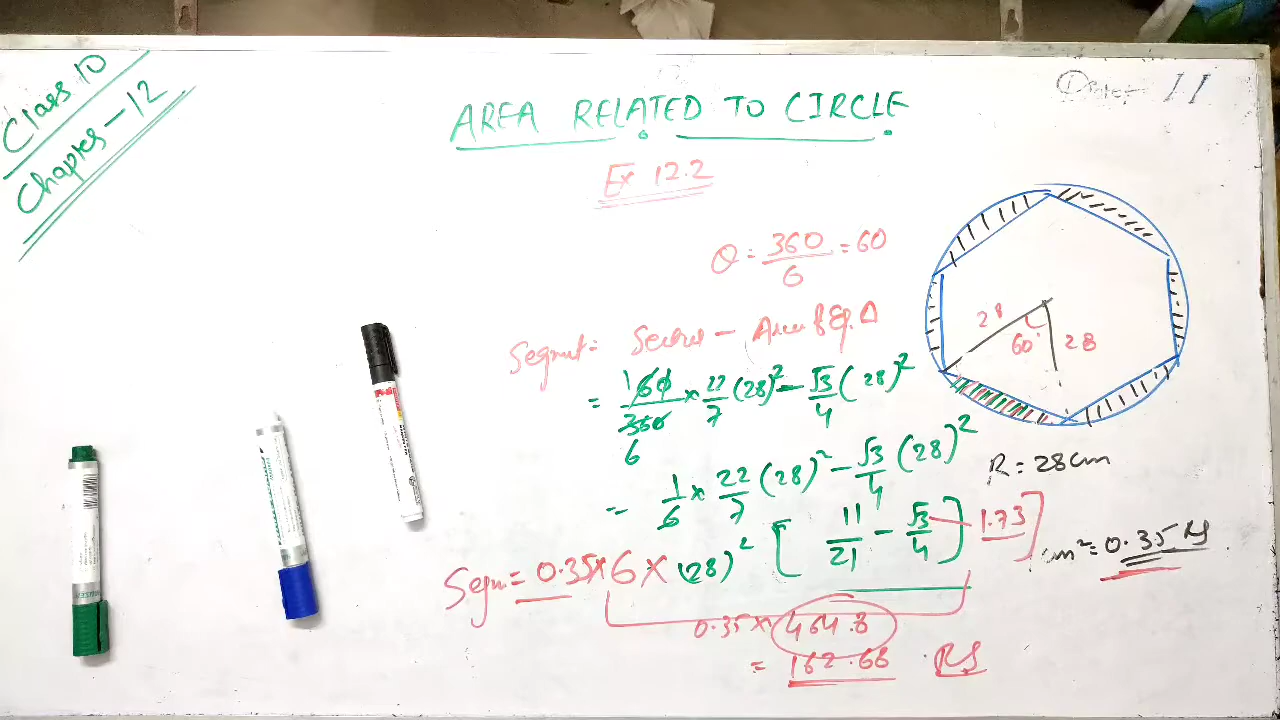 Class 10
Chapter - 12
11
AREA RELATED TO CIRCLE
Ex 12.2
θ = 360/6 = 60
Segment = Sector - Area of Eq. Δ
= 1 60/360 6 × 22/7 (28)² - √3/4 (28)²
= 1/6 × 22/7 (28)² - √3/4 (28)²
Segm = 0.35 × 6 × (28)² [ 11/21 - √3/4 ] 1.73 ]
0.35 × 464.8
= 162.68 RS
28
60°
28
R = 28cm
cm² = 0.35 RS